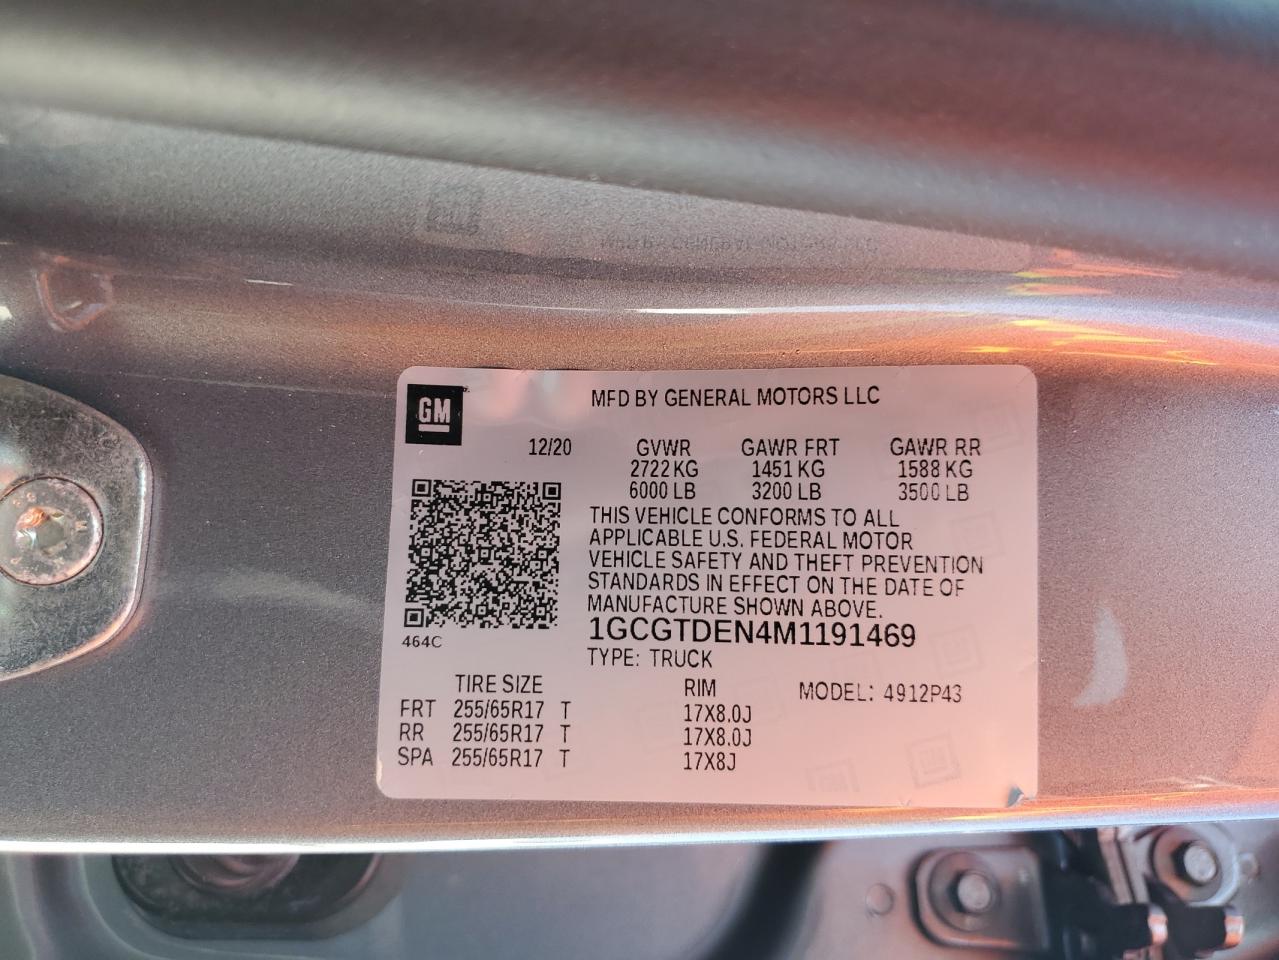 GM
MFD BY GENERAL MOTORS LLC
12/20 GVWR GAWR FRT GAWR RR
2722 KG 1451 KG 1588 KG
6000 LB 3200 LB 3500 LB
THIS VEHICLE CONFORMS TO ALL
APPLICABLE U.S. FEDERAL MOTOR
VEHICLE SAFETY AND THEFT PREVENTION
STANDARDS IN EFFECT ON THE DATE OF
MANUFACTURE SHOWN ABOVE.
464C
1GCGTDEN4M1191469
TYPE: TRUCK
TIRE SIZE RIM MODEL: 4912P43
FRT 255/65R17 T 17X8.0J
RR 255/65R17 T 17X8.0J
SPA 255/65R17 T 17X8J